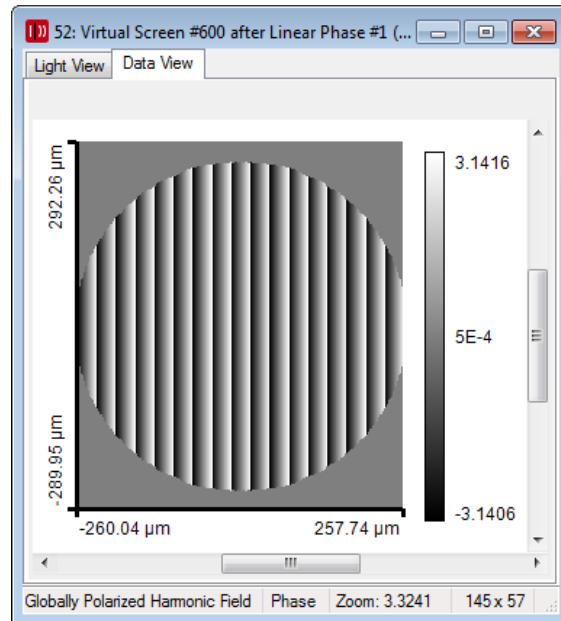 52: Virtual Screen #600 after Linear Phase #1 (...
Light View
Data View
292.26 µm
-289.95 µm
-260.04 µm
257.74 µm
3.1416
5E-4
-3.1406
Globally Polarized Harmonic Field
Phase
Zoom: 3.3241
145 x 57